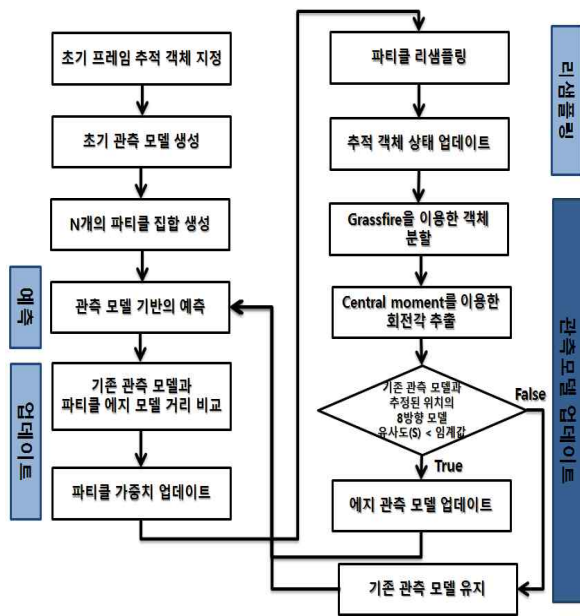 초기 프레임 추적 객체 지정
초기 관측 모델 생성
N개의 파티클 집합 생성
예측
관측 모델 기반의 예측
업데이트
기존 관측 모델과
파티클 에지 모델 거리 비교
파티클 가중치 업데이트
리샘플링
파티클 리샘플링
추적 객체 상태 업데이트
관측모델 업데이트
Grassfire을 이용한 객체
분할
Central moment를 이용한
회전각 추출
기존 관측 모델과
추정된 위치의
8방향 모델
유사도(S) < 임계값
False
True
에지 관측 모델 업데이트
기존 관측 모델 유지